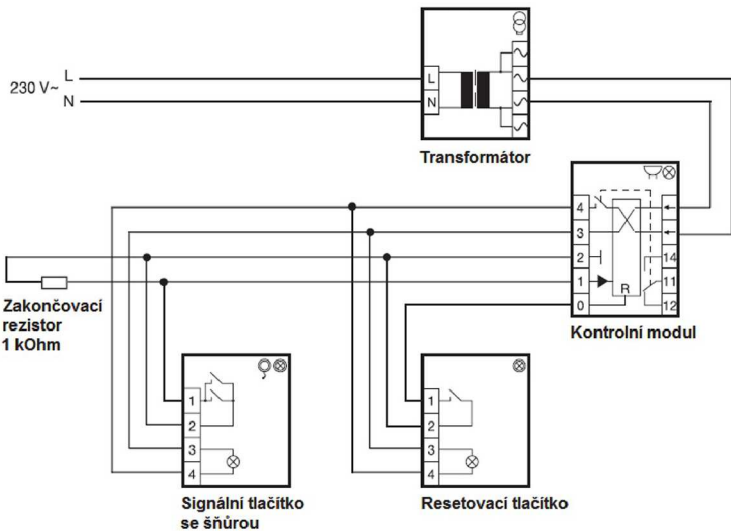 230 V~
L
N
L
N
Transformátor
4
3
2
1
0
R
14
11
12
Kontrolní modul
Zakončovací
rezistor
1 kOhm
1
2
3
4
Signální tlačítko
se šňůrou
1
2
3
4
Resetovací tlačítko